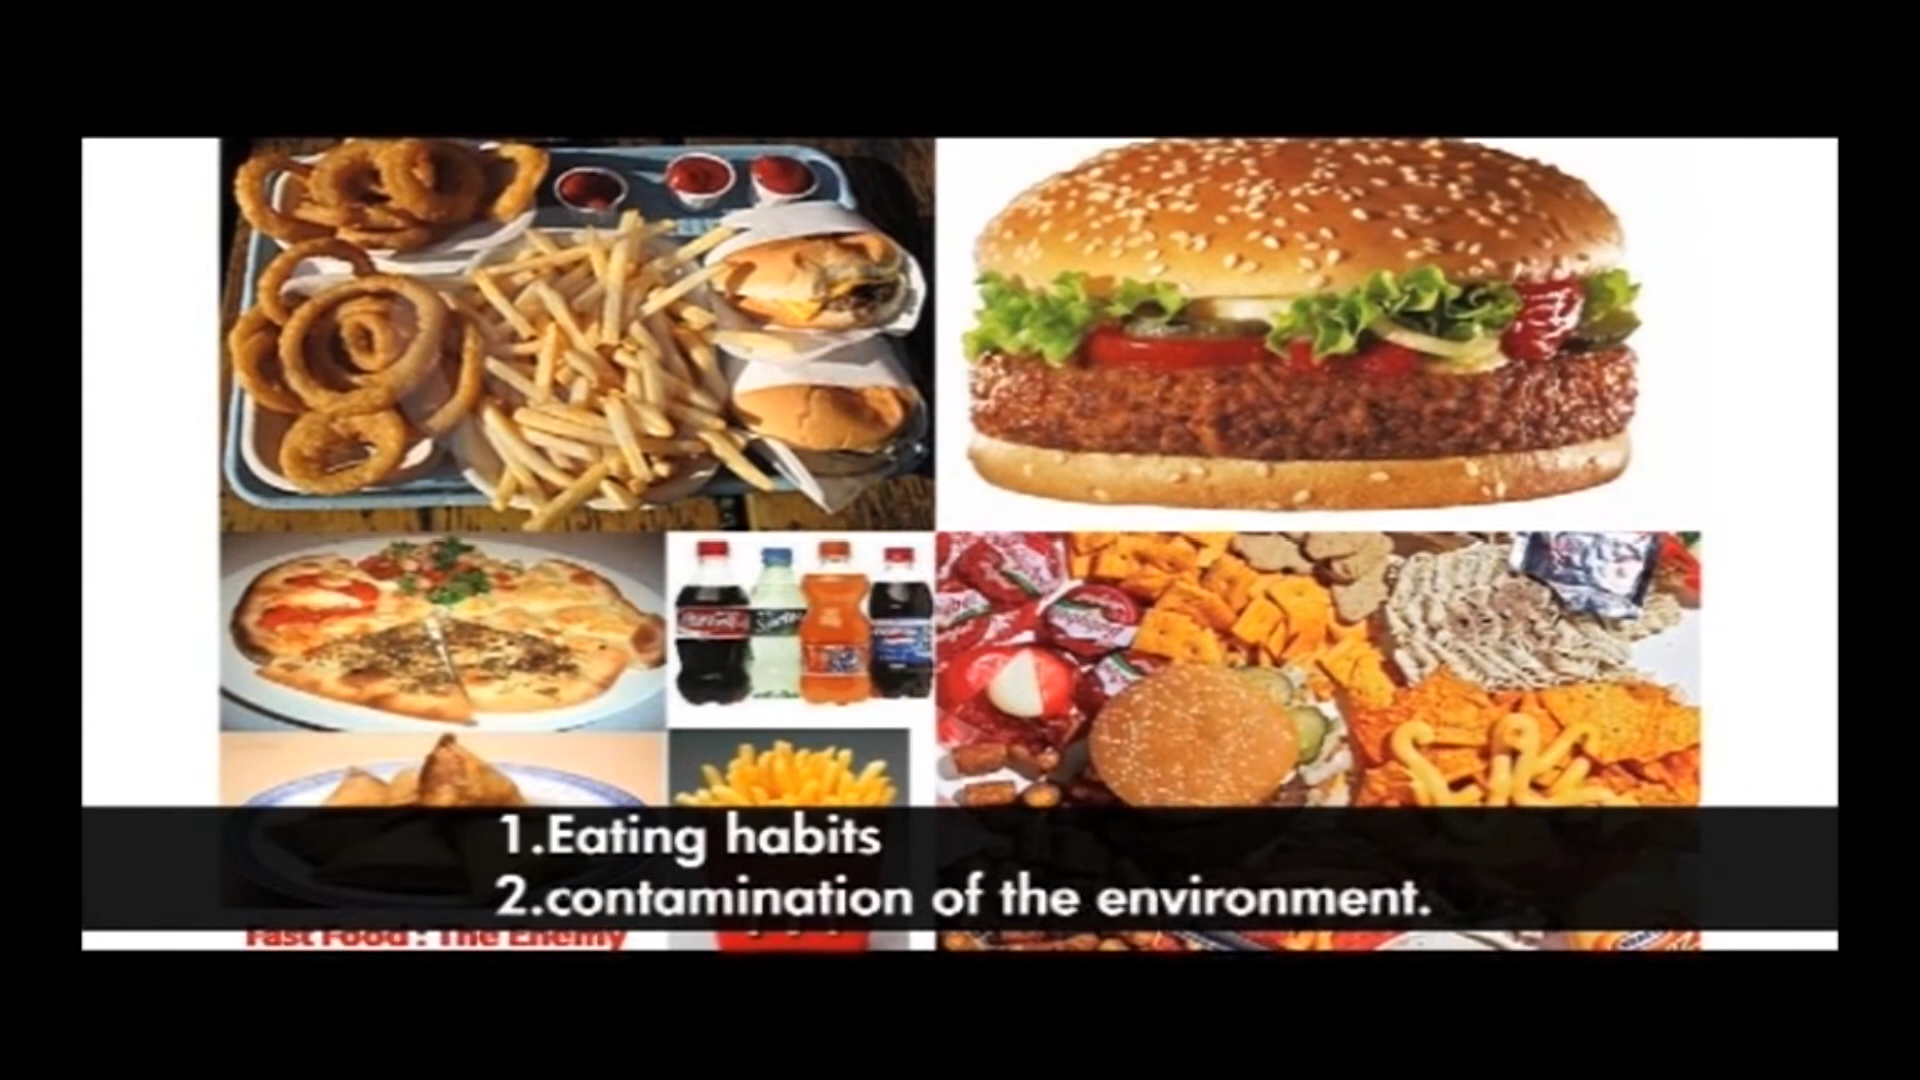 1.Eating habits
2.contamination of the environment.
Fast Food : The Enemy